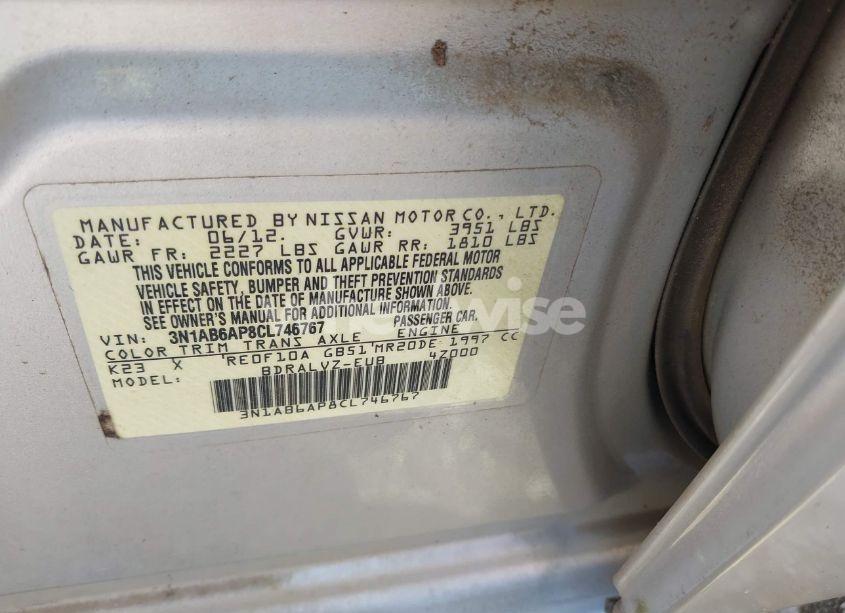 MANUFACTURED BY NISSAN MOTOR CO., LTD.
DATE: 06/12. GVWR: 3951 LBS
GAWR FR: 2227 LBS GAWR RR: 1810 LBS
THIS VEHICLE CONFORMS TO ALL APPLICABLE FEDERAL MOTOR
VEHICLE SAFETY, BUMPER AND THEFT PREVENTION STANDARDS
IN EFFECT ON THE DATE OF MANUFACTURE SHOWN ABOVE.
SEE OWNER'S MANUAL FOR ADDITIONAL INFORMATION.
VIN: 3N1AB6AP8CL746767 PASSENGER CAR.
COLOR TRIM TRANS AXLE ENGINE
K23 X RE0F10A GB51 MR20DE 1997 CC
MODEL: BDRALVZ-EUB 4Z000
3N1AB6AP8CL746767